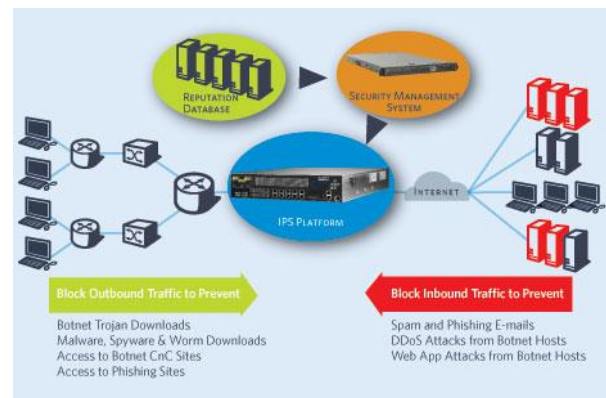 REPUTATION
DATABASE
SECURITY MANAGEMENT
SYSTEM
IPS PLATFORM
INTERNET
Block Outbound Traffic to Prevent
Botnet Trojan Downloads
Malware, Spyware & Worm Downloads
Access to Botnet CnC Sites
Access to Phishing Sites
Block Inbound Traffic to Prevent
Spam and Phishing E-mails
DDoS Attacks from Botnet Hosts
Web App Attacks from Botnet Hosts